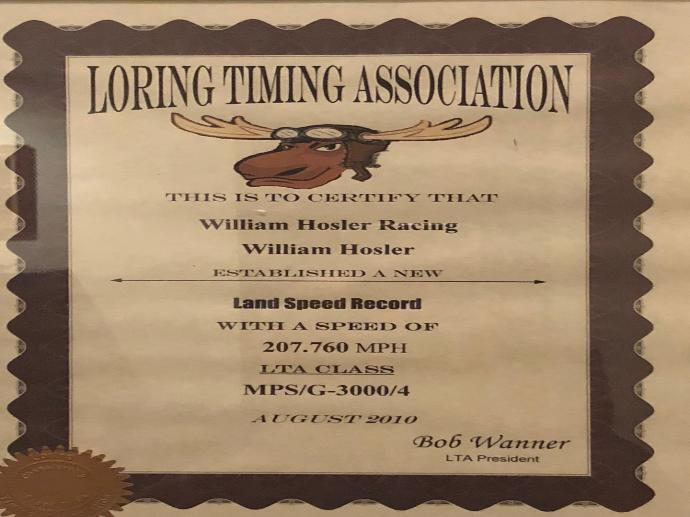 LORING TIMING ASSOCIATION
THIS IS TO CERTIFY THAT
William Hosler Racing
William Hosler
ESTABLISHED A NEW
Land Speed Record
WITH A SPEED OF
207.760 MPH
LTA CLASS
MPS/G-3000/4
AUGUST 2010
Bob Wanner
LTA President